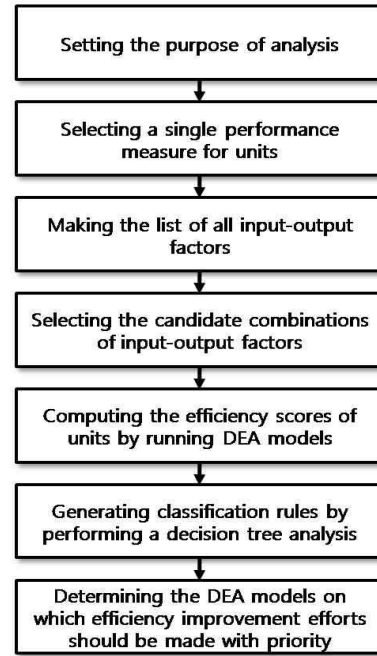 Setting the purpose of analysis
Selecting a single performance
measure for units
Making the list of all input-output
factors
Selecting the candidate combinations
of input-output factors
Computing the efficiency scores of
units by running DEA models
Generating classification rules by
performing a decision tree analysis
Determining the DEA models on
which efficiency improvement efforts
should be made with priority